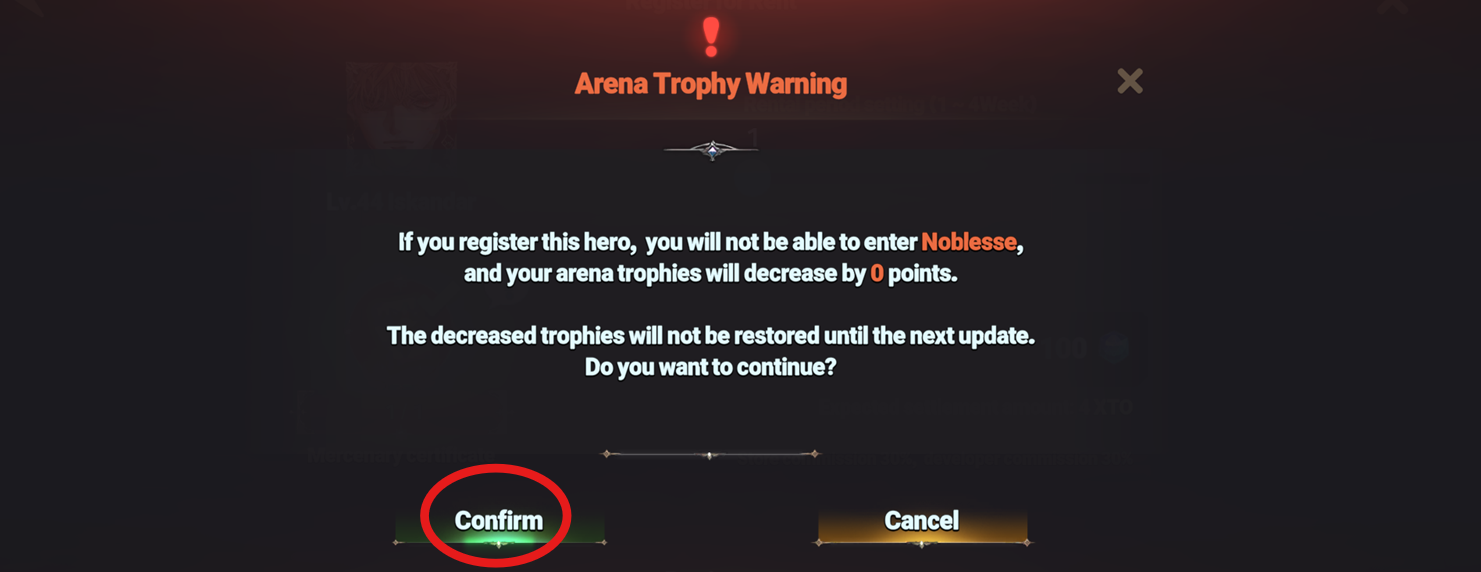 Arena Trophy Warning
If you register this hero, you will not be able to enter Noblesse,
and your arena trophies will decrease by 0 points.
The decreased trophies will not be restored until the next update.
Do you want to continue?
Confirm
Cancel